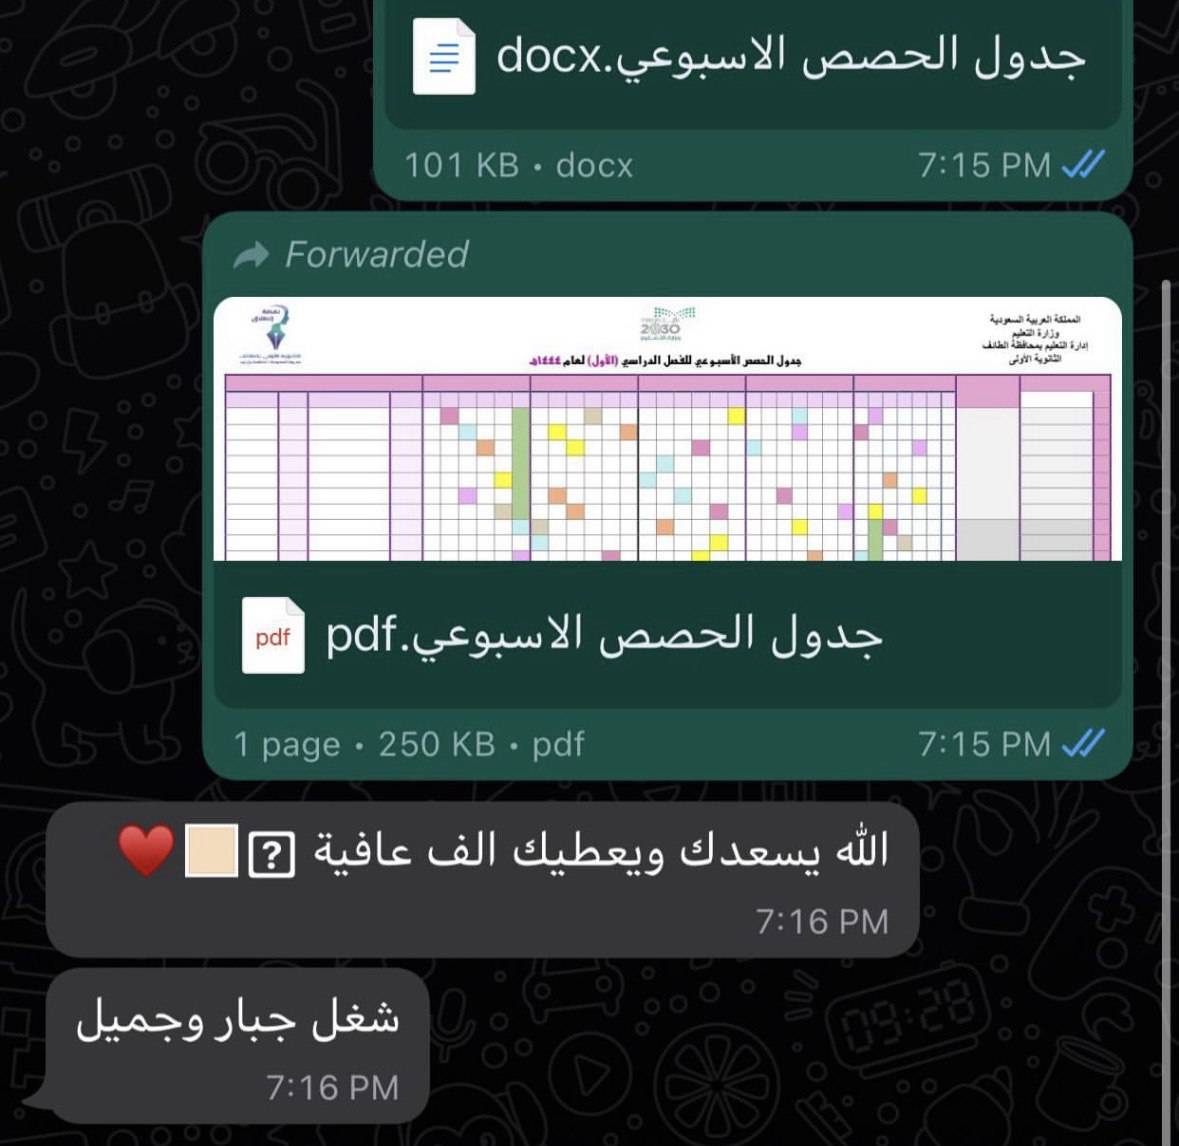 جدول الحصص الاسبوعي.docx
101 KB • docx
7:15 PM
Forwarded
المملكة العربية السعودية
وزارة التعليم
إدارة التعليم بمحافظة الطائف
الثانوية الأولى
2030
جدول الحصص الأسبوعي للفصل الدراسي (الأول) لعام ١٤٤٤هـ
جدول الحصص الاسبوعي.pdf
1 page • 250 KB • pdf
7:15 PM
الله يسعدك ويعطيك الف عافية
7:16 PM
شغل جبار وجميل
7:16 PM